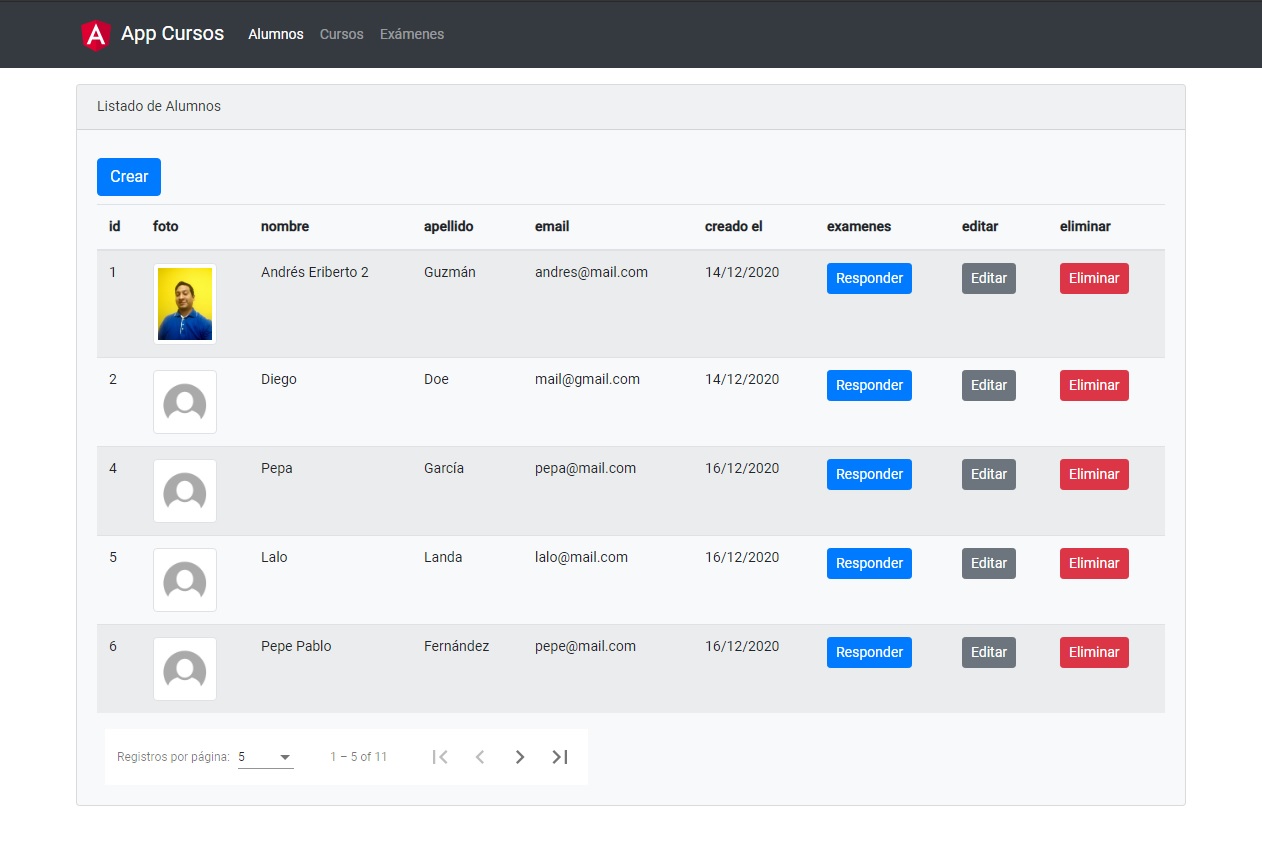 A App Cursos Alumnos Cursos Exámenes
Listado de Alumnos
Crear
id foto nombre apellido email creado el examenes editar eliminar
1 Andrés Eriberto 2 Guzmán andres@mail.com 14/12/2020 Responder Editar Eliminar
2 Diego Doe mail@gmail.com 14/12/2020 Responder Editar Eliminar
4 Pepa García pepa@mail.com 16/12/2020 Responder Editar Eliminar
5 Lalo Landa lalo@mail.com 16/12/2020 Responder Editar Eliminar
6 Pepe Pablo Fernández pepe@mail.com 16/12/2020 Responder Editar Eliminar
Registros por página: 5 1 – 5 of 11